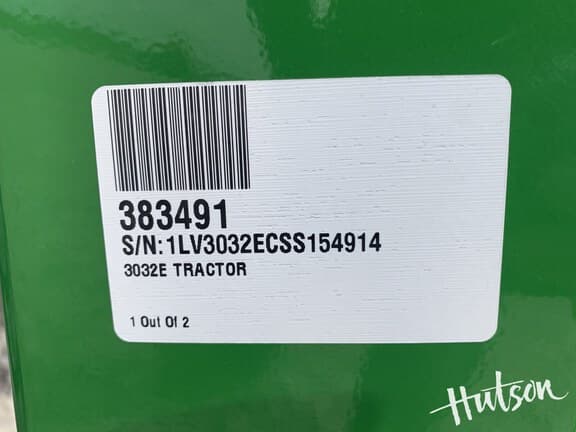 383491
S/N:1LV3032ECSS154914
3032E TRACTOR
1 Out Of 2
Hutson